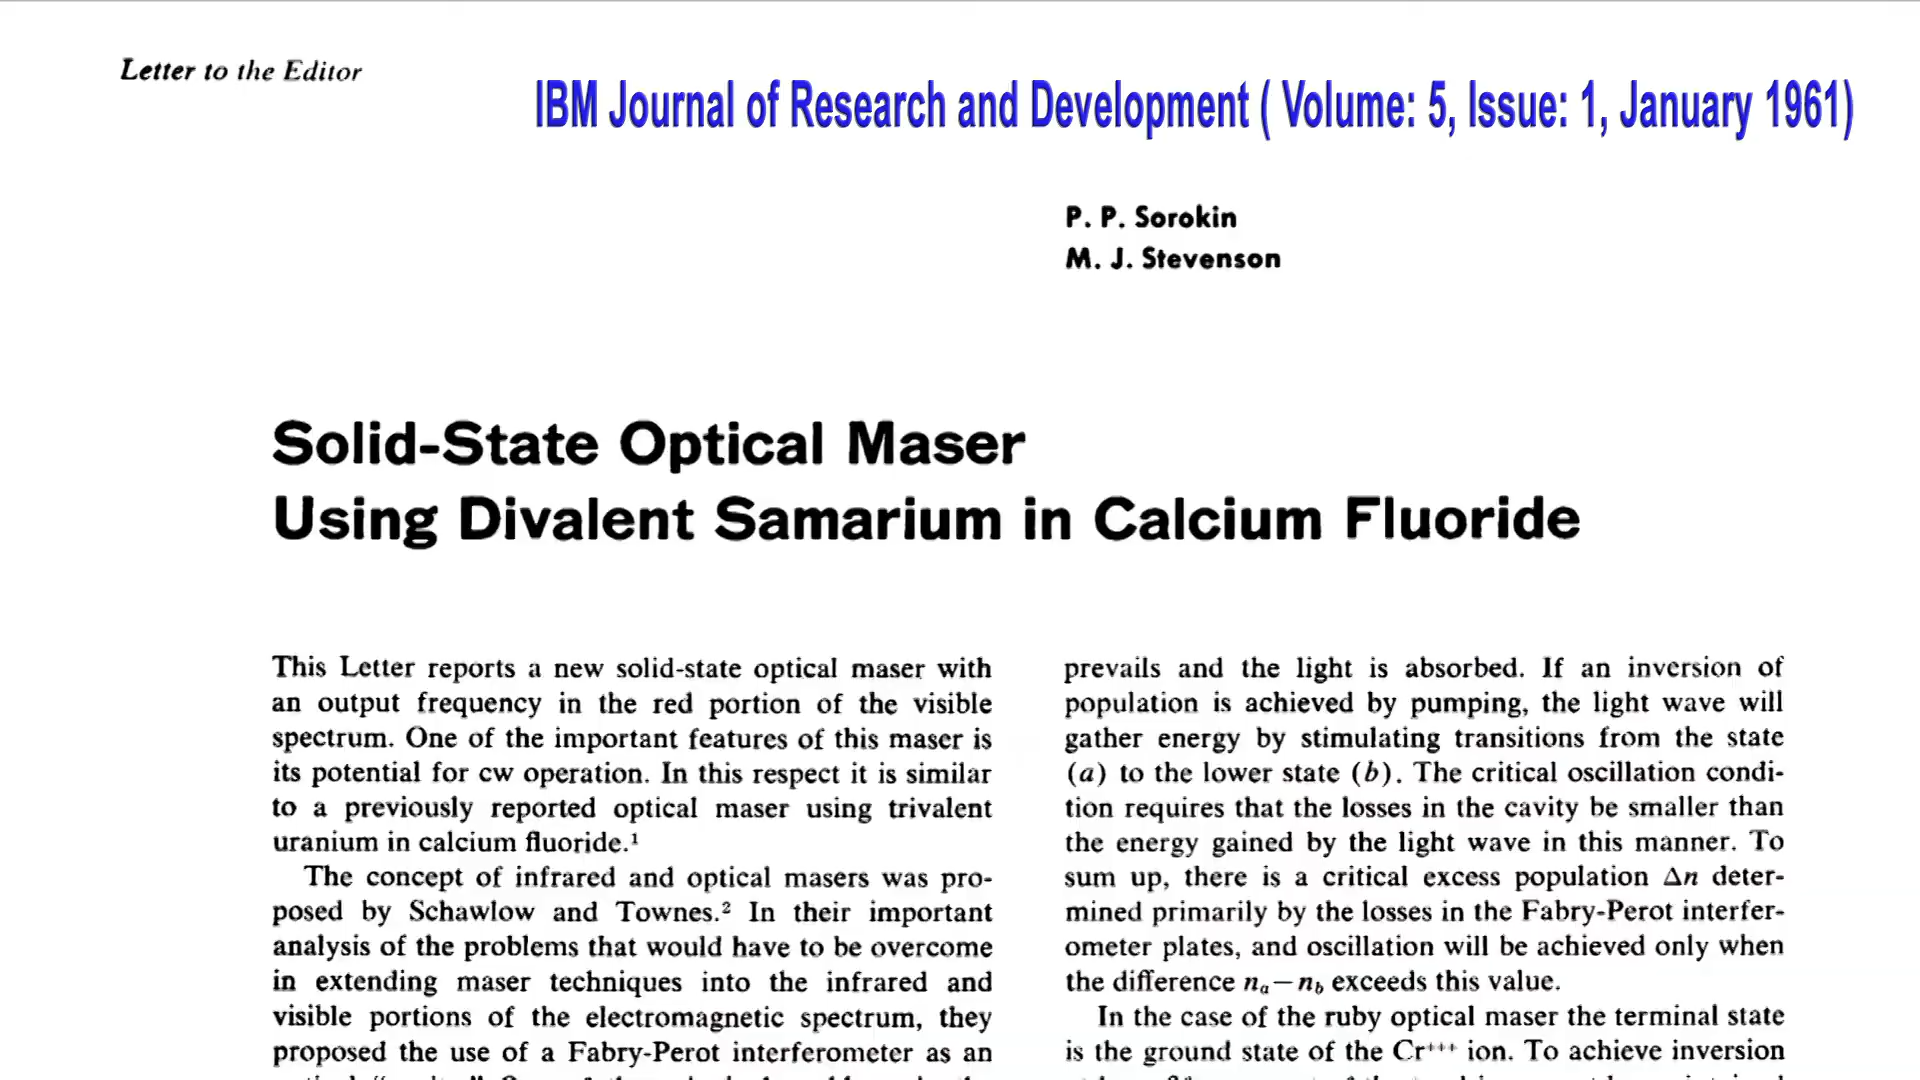 Letter to the Editor
IBM Journal of Research and Development ( Volume: 5, Issue: 1, January 1961)
P. P. Sorokin
M. J. Stevenson
Solid-State Optical Maser
Using Divalent Samarium in Calcium Fluoride
This Letter reports a new solid-state optical maser with
an output frequency in the red portion of the visible
spectrum. One of the important features of this maser is
its potential for cw operation. In this respect it is similar
to a previously reported optical maser using trivalent
uranium in calcium fluoride.¹
The concept of infrared and optical masers was pro-
posed by Schawlow and Townes.² In their important
analysis of the problems that would have to be overcome
in extending maser techniques into the infrared and
visible portions of the electromagnetic spectrum, they
proposed the use of a Fabry-Perot interferometer as an
prevails and the light is absorbed. If an inversion of
population is achieved by pumping, the light wave will
gather energy by stimulating transitions from the state
(a) to the lower state (b). The critical oscillation condi-
tion requires that the losses in the cavity be smaller than
the energy gained by the light wave in this manner. To
sum up, there is a critical excess population Δn deter-
mined primarily by the losses in the Fabry-Perot interfer-
ometer plates, and oscillation will be achieved only when
the difference nₐ−n_b exceeds this value.
In the case of the ruby optical maser the terminal state
is the ground state of the Cr⁺⁺⁺ ion. To achieve inversion